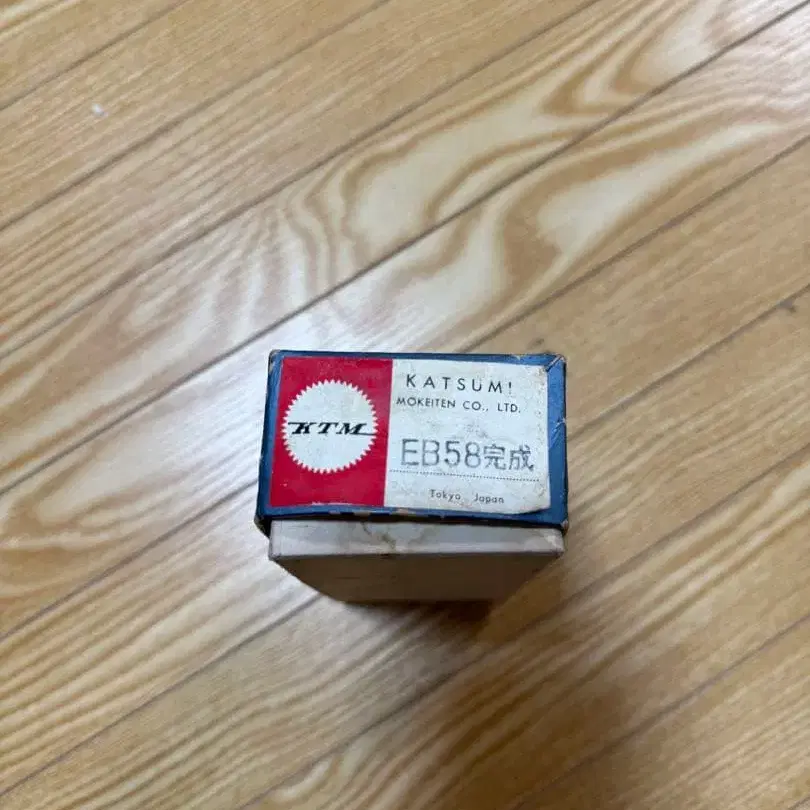 KTM
KATSUMI
MOKEITEN CO., LTD.
EB58完成
Tokyo Japan